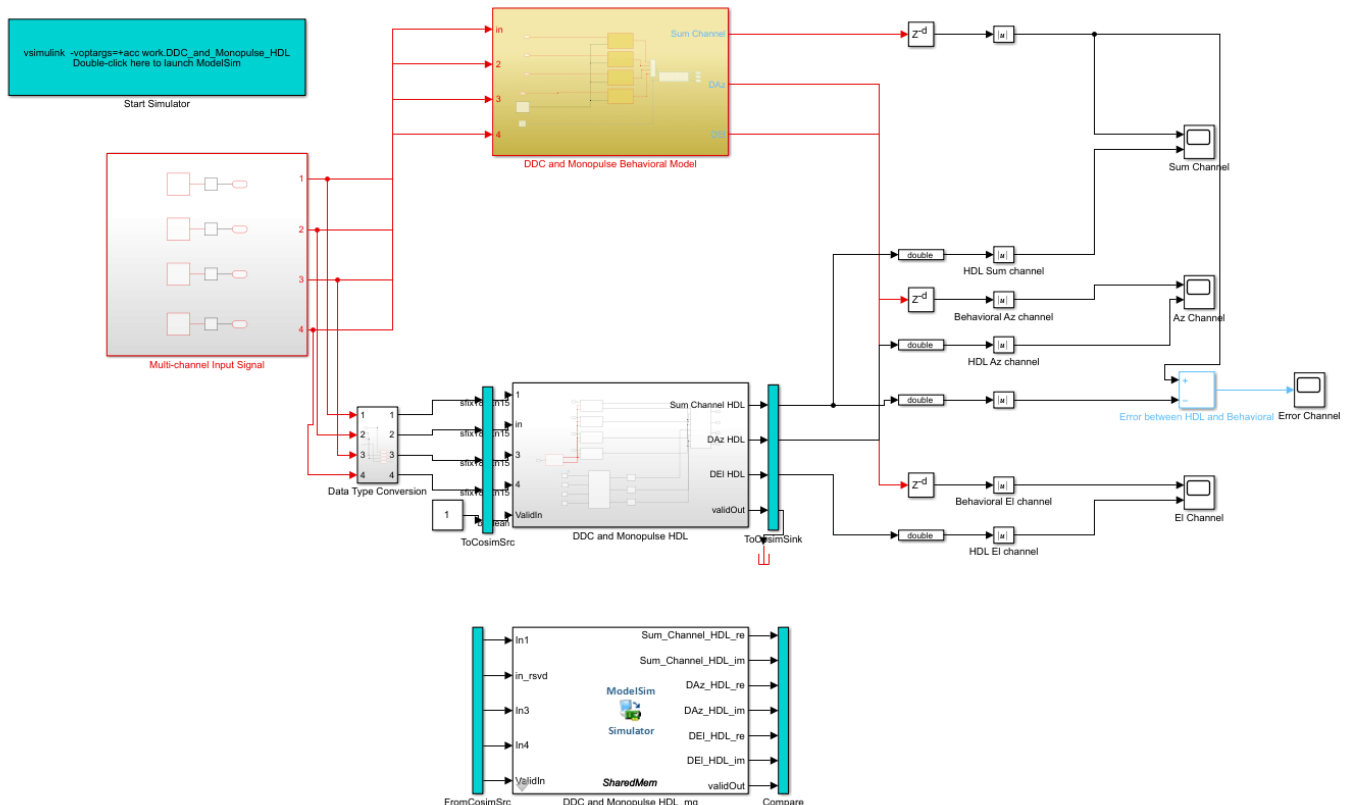 vsimulink -voptargs=+acc work.DDC_and_Monopulse_HDL
Double-click here to launch ModelSim
Start Simulator
in
2
3
4
Sum Channel
DAz
DDC and Monopulse Behavioral Model
Z-d
|u|
Sum Channel
1
2
3
4
Multi-channel Input Signal
double
|u|
HDL Sum channel
Z-d
|u|
Behavioral Az channel
Az Channel
double
|u|
HDL Az channel
double
|u|
+
−
Error between HDL and Behavioral
Error Channel
1
2
3
4
1
2
3
4
Data Type Conversion
1
ToCosimSrc
1
in
3
4
ValidIn
Sum Channel HDL
DAz HDL
DEl HDL
validOut
DDC and Monopulse HDL
ToCosimSink
Z-d
|u|
Behavioral El channel
El Channel
double
|u|
HDL El channel
In1
in_rsvd
In3
In4
ValidIn
ModelSim
Simulator
SharedMem
Sum_Channel_HDL_re
Sum_Channel_HDL_im
DAz_HDL_re
DAz_HDL_im
DEl_HDL_re
DEl_HDL_im
validOut
FromCosimSrc
DDC and Monopulse HDL_mq
Compare